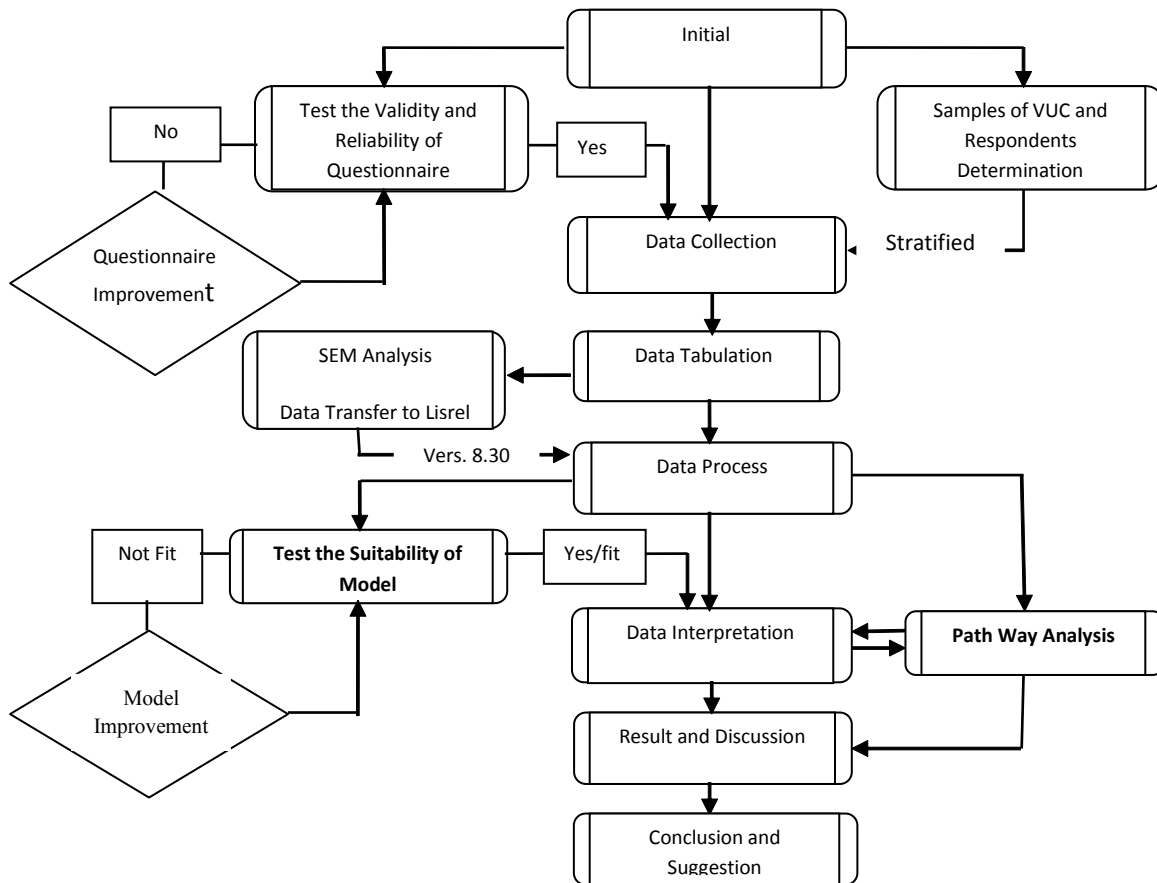 Initial
Test the Validity and
Reliability of
Questionnaire
Samples of VUC and
Respondents
Determination
No
Yes
Data Collection
Stratified
Questionnaire
Improvement
SEM Analysis
Data Transfer to Lisrel
Data Tabulation
Vers. 8.30
Data Process
Not Fit
Test the Suitability of
Model
Yes/fit
Data Interpretation
Path Way Analysis
Model
Improvement
Result and Discussion
Conclusion and
Suggestion